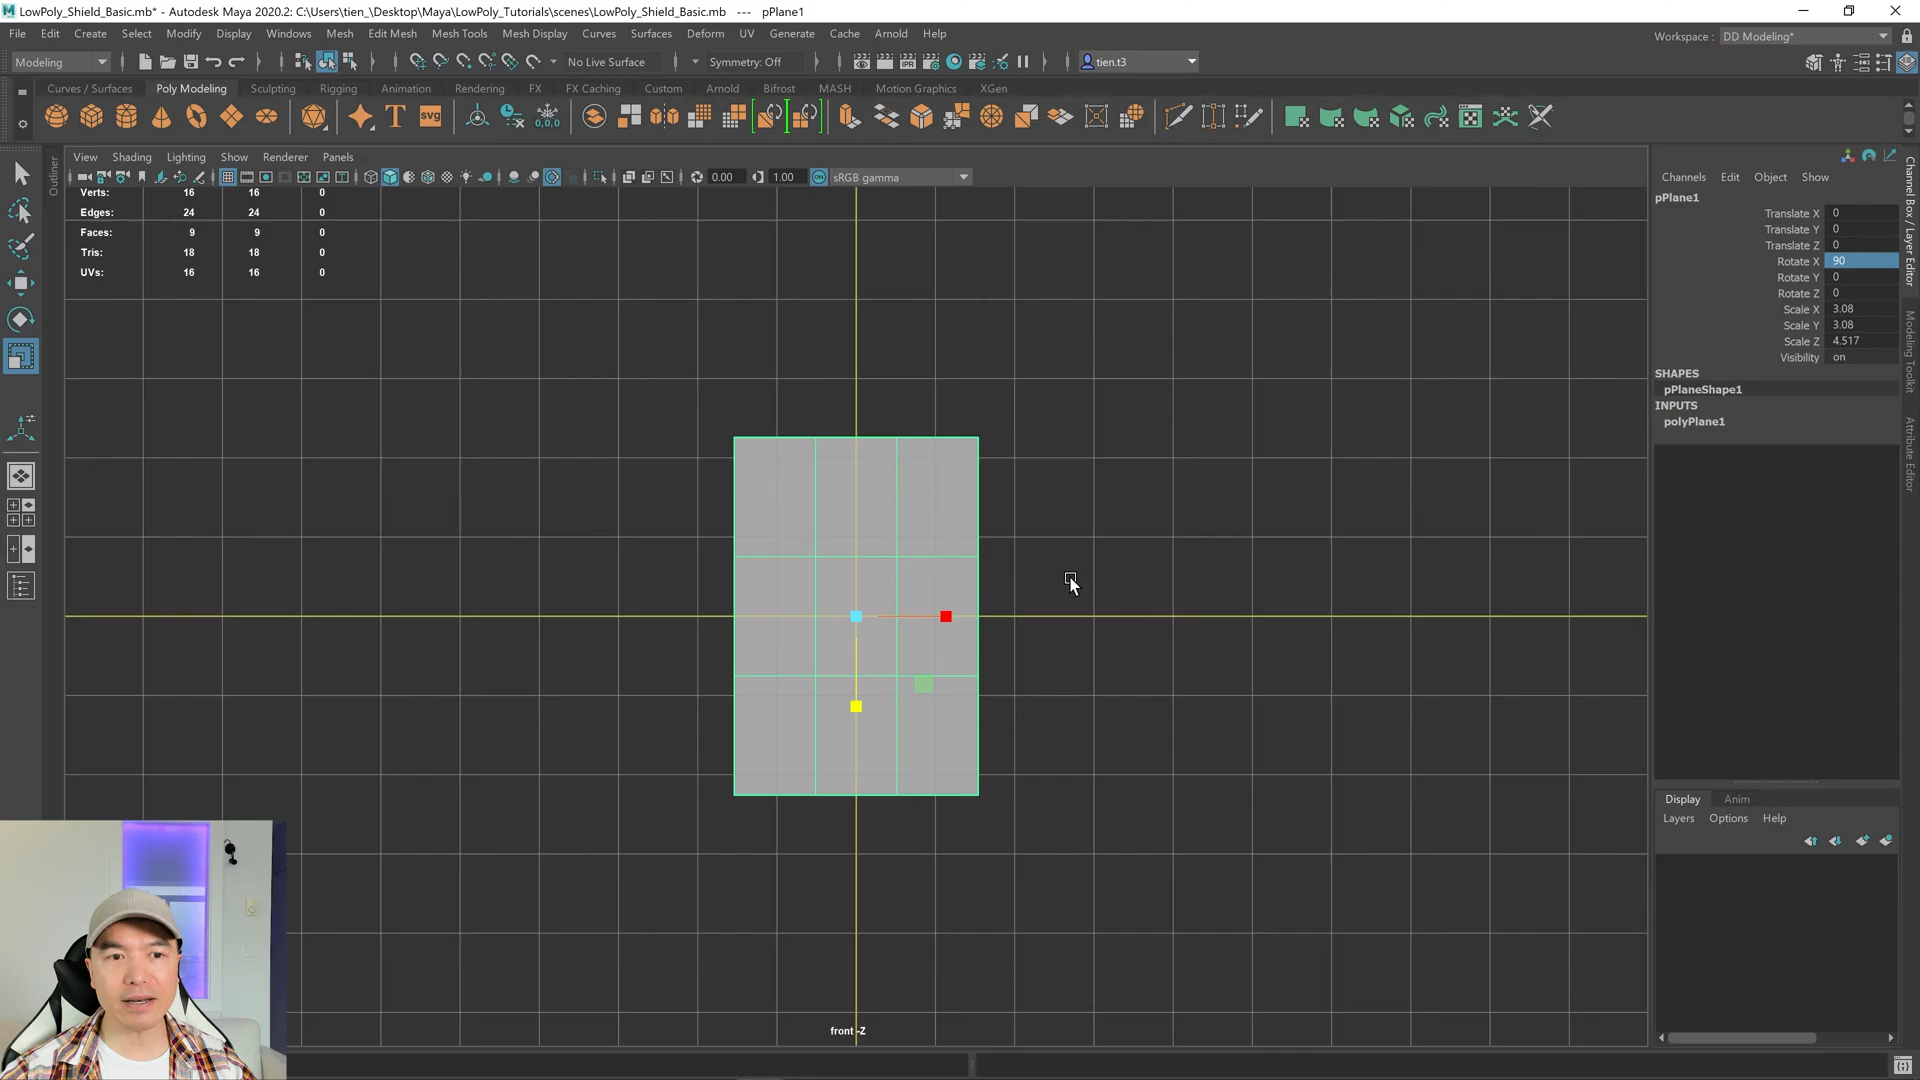 LowPoly_Shield_Basic.mb* - Autodesk Maya 2020.2: C:\Users\tien_\Desktop\Maya\LowPoly_Tutorials\scenes\LowPoly_Shield_Basic.mb --- pPlane1
File Edit Create Select Modify Display Windows Mesh Edit Mesh Mesh Tools Mesh Display Curves Surfaces Deform UV Generate Cache Arnold Help Workspace : DD Modeling*
Modeling No Live Surface Symmetry: Off tien.t3
Curves / Surfaces Poly Modeling Sculpting Rigging Animation Rendering FX FX Caching Custom Arnold Bifrost MASH Motion Graphics XGen
T svg 0,0,0
View Shading Lighting Show Renderer Panels
0.00 1.00 ON sRGB gamma
Outliner
Verts: 16 16 0
Edges: 24 24 0
Faces: 9 9 0
Tris: 18 18 0
UVs: 16 16 0
front -Z
Channels Edit Object Show
pPlane1
Translate X 0
Translate Y 0
Translate Z 0
Rotate X 90
Rotate Y 0
Rotate Z 0
Scale X 3.08
Scale Y 3.08
Scale Z 4.517
Visibility on
SHAPES
pPlaneShape1
INPUTS
polyPlane1
Display Anim
Layers Options Help
Channel Box / Layer Editor
Modeling Toolkit
Attribute Editor